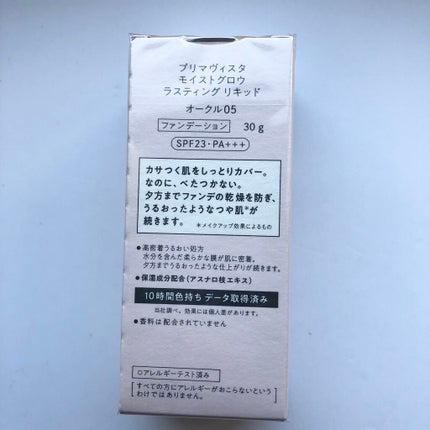 プリマヴィスタ
モイストグロウ
ラスティング リキッド
オークル05
ファンデーション 30g
SPF23・PA+++
カサつく肌をしっとりカバー。
なのに、べたつかない。
夕方までファンデの乾燥を防ぎ、
うるおったようなつや肌*が
続きます。 *メイクアップ効果によるもの
●高密着うるおい処方
水分を含んだ柔らかな膜が肌に密着。
夕方までうるおったような仕上がりが続きます。
●保湿成分配合(アスナロ枝エキス)
10時間色持ち データ取得済み
当社調べ。効果には個人差があります。
●香料は配合されていません
○アレルギーテスト済み
すべての方にアレルギーがおこらないという
わけではありません。